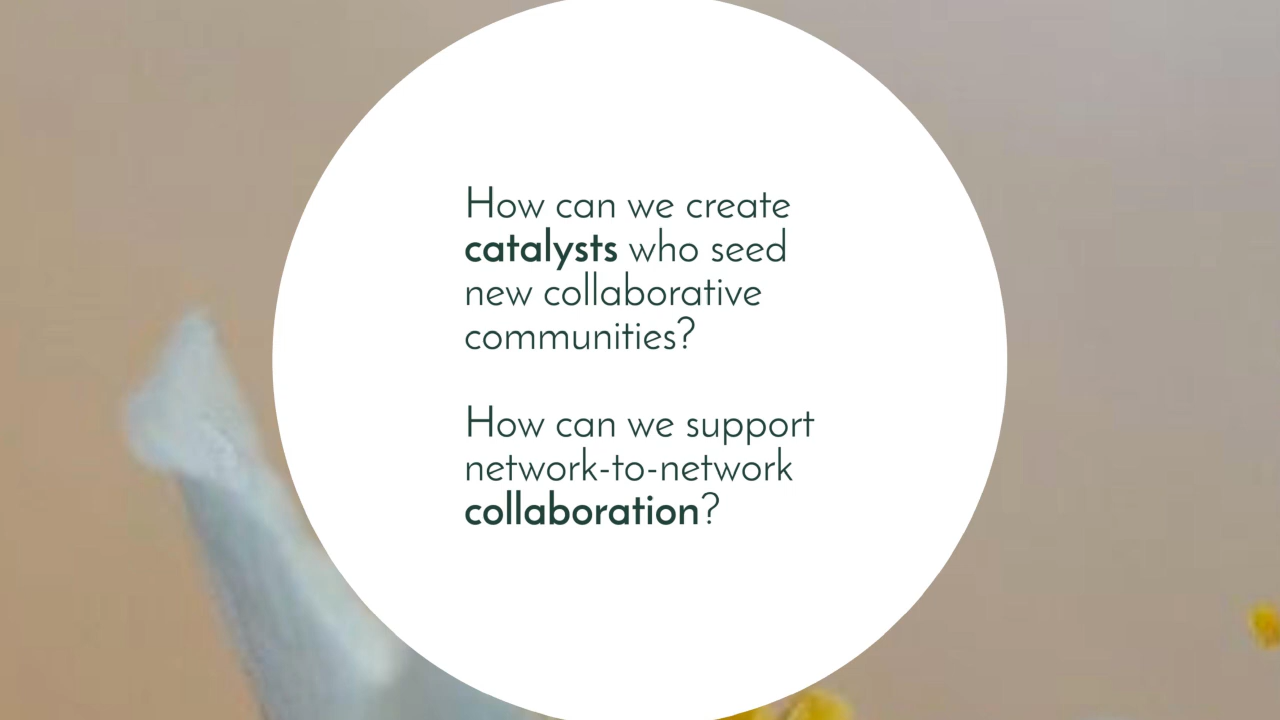 How can we create
catalysts who seed
new collaborative
communities?
How can we support
network-to-network
collaboration?